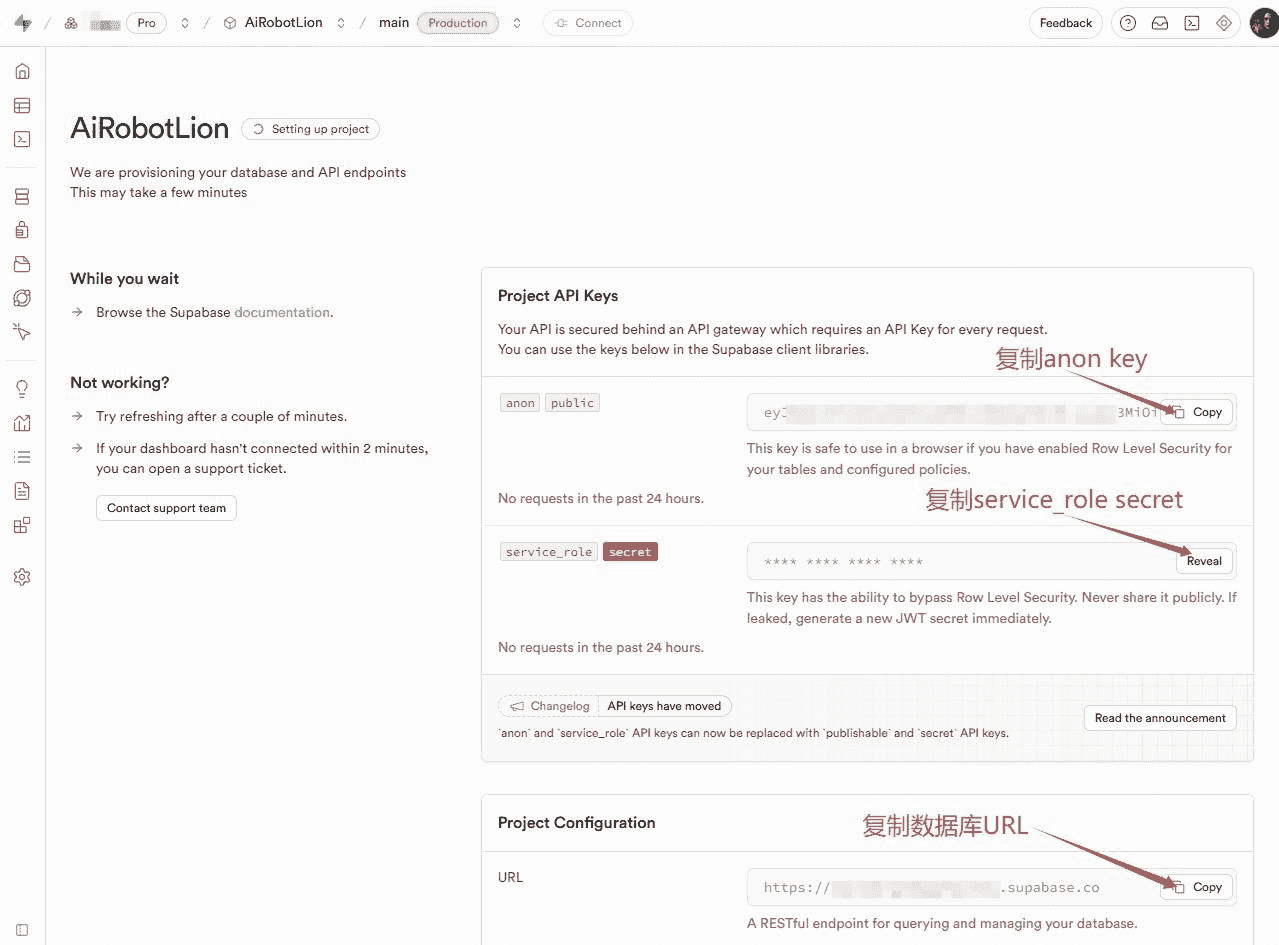 Pro
AiRobotLion
main
Production
Connect
Feedback
AiRobotLion
Setting up project
We are provisioning your database and API endpoints
This may take a few minutes
While you wait
Browse the Supabase documentation.
Not working?
Try refreshing after a couple of minutes.
If your dashboard hasn't connected within 2 minutes,
you can open a support ticket.
Contact support team
Project API Keys
Your API is secured behind an API gateway which requires an API Key for every request.
You can use the keys below in the Supabase client libraries.
复制anon key
anon public
eyJ 3MiOi Copy
This key is safe to use in a browser if you have enabled Row Level Security for
your tables and configured policies.
No requests in the past 24 hours.
复制service_role secret
service_role secret
**** **** **** **** Reveal
This key has the ability to bypass Row Level Security. Never share it publicly. If
leaked, generate a new JWT secret immediately.
No requests in the past 24 hours.
Changelog API keys have moved
`anon` and `service_role` API keys can now be replaced with `publishable` and `secret` API keys.
Read the announcement
Project Configuration
复制数据库URL
URL
https:// .supabase.co Copy
A RESTful endpoint for querying and managing your database.